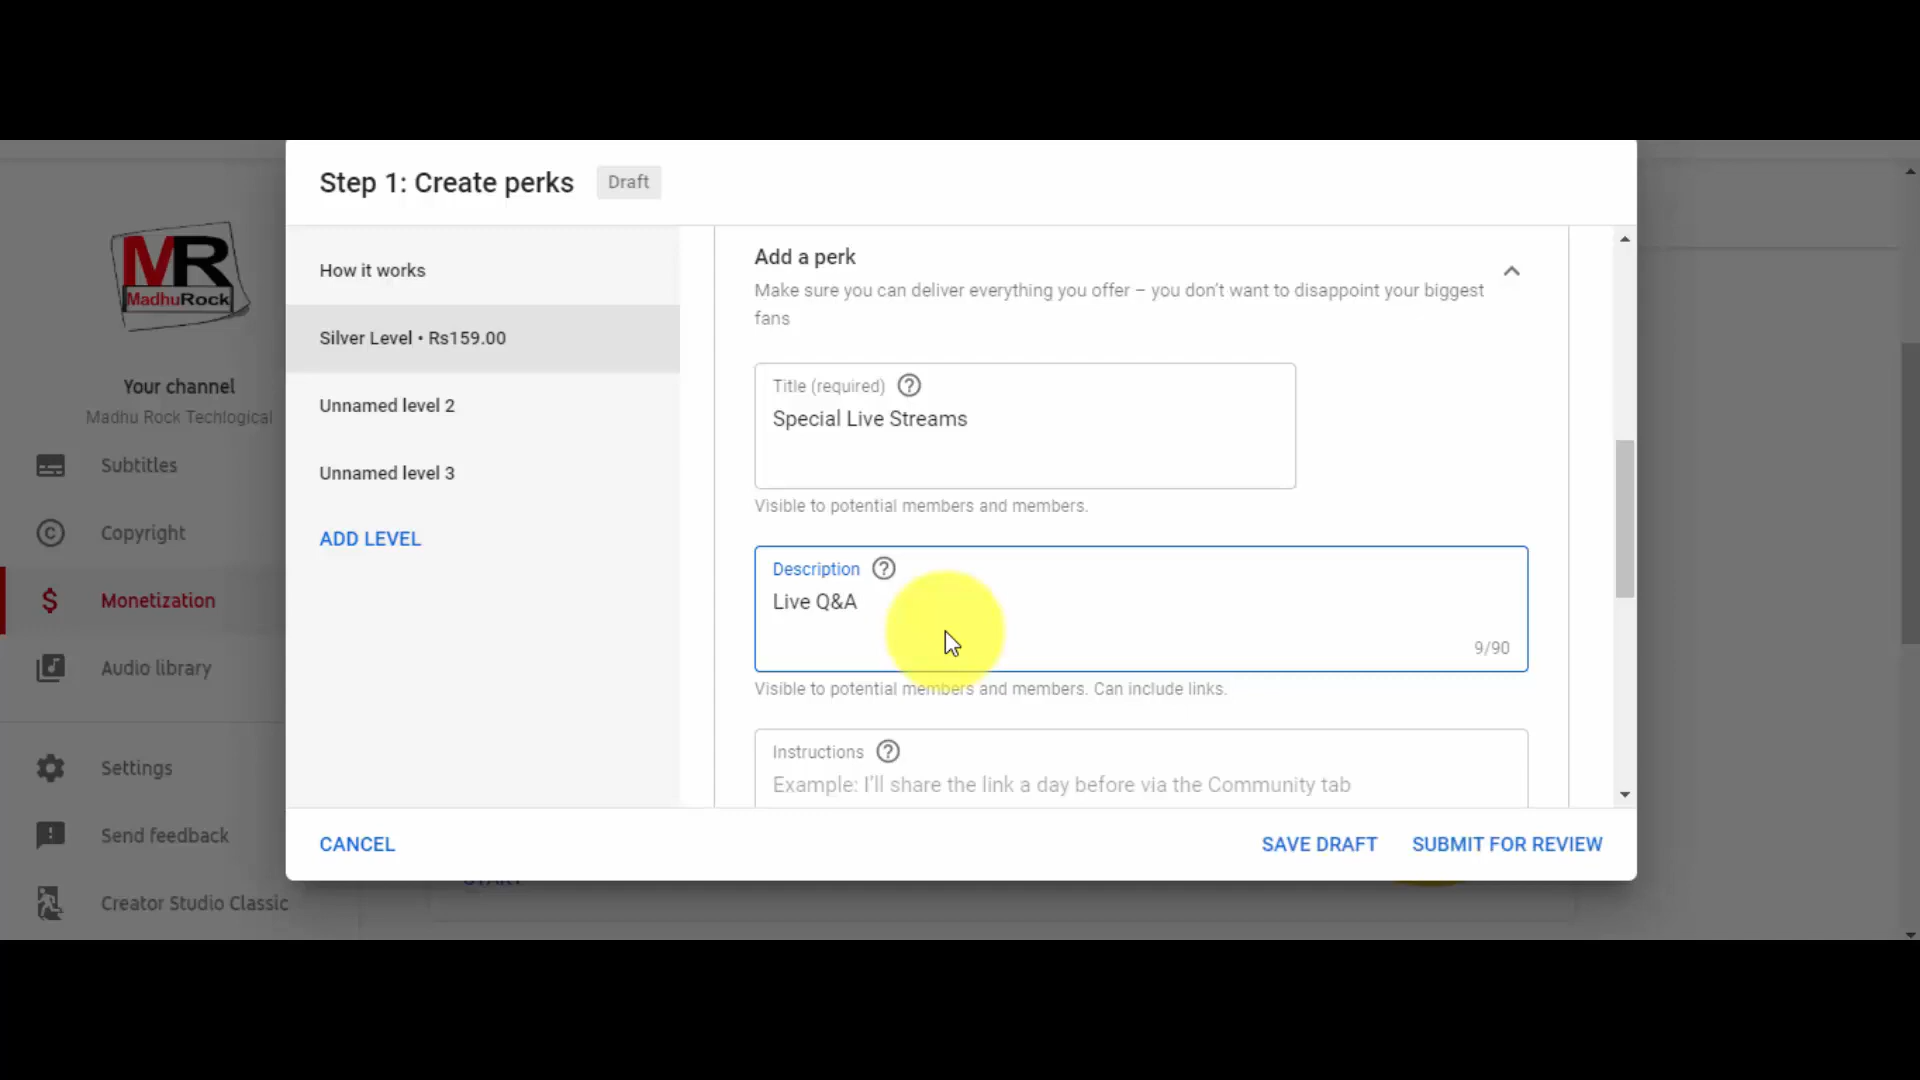 Step 1: Create perks
Draft
MR
MadhuRock
Your channel
Madhu Rock Techlogical
Subtitles
Copyright
$ Monetization
Audio library
Settings
Send feedback
Creator Studio Classic
How it works
Silver Level • Rs159.00
Unnamed level 2
Unnamed level 3
ADD LEVEL
Add a perk
Make sure you can deliver everything you offer – you don't want to disappoint your biggest
fans
Title (required) ?
Special Live Streams
Visible to potential members and members.
Description ?
Live Q&A
9/90
Visible to potential members and members. Can include links.
Instructions ?
Example: I'll share the link a day before via the Community tab
CANCEL
SAVE DRAFT
SUBMIT FOR REVIEW
START